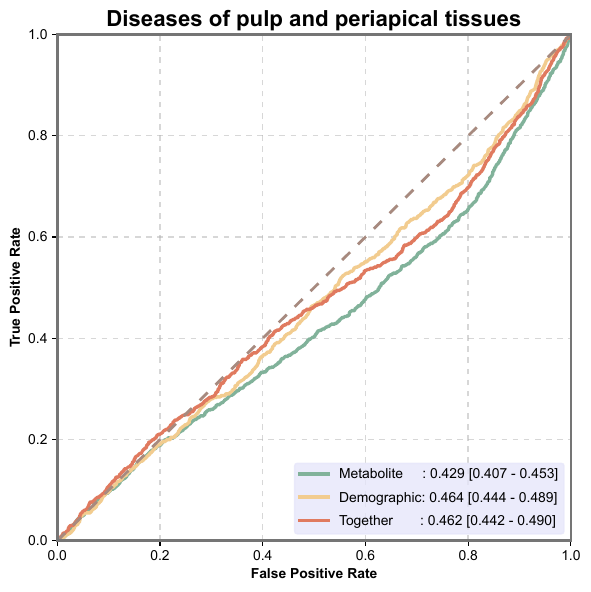 Diseases of pulp and periapical tissues
True Positive Rate
1.0
0.8
0.6
0.4
0.2
0.0
Metabolite : 0.429 [0.407 - 0.453]
Demographic: 0.464 [0.444 - 0.489]
Together : 0.462 [0.442 - 0.490]
0.0 0.2 0.4 0.6 0.8 1.0
False Positive Rate